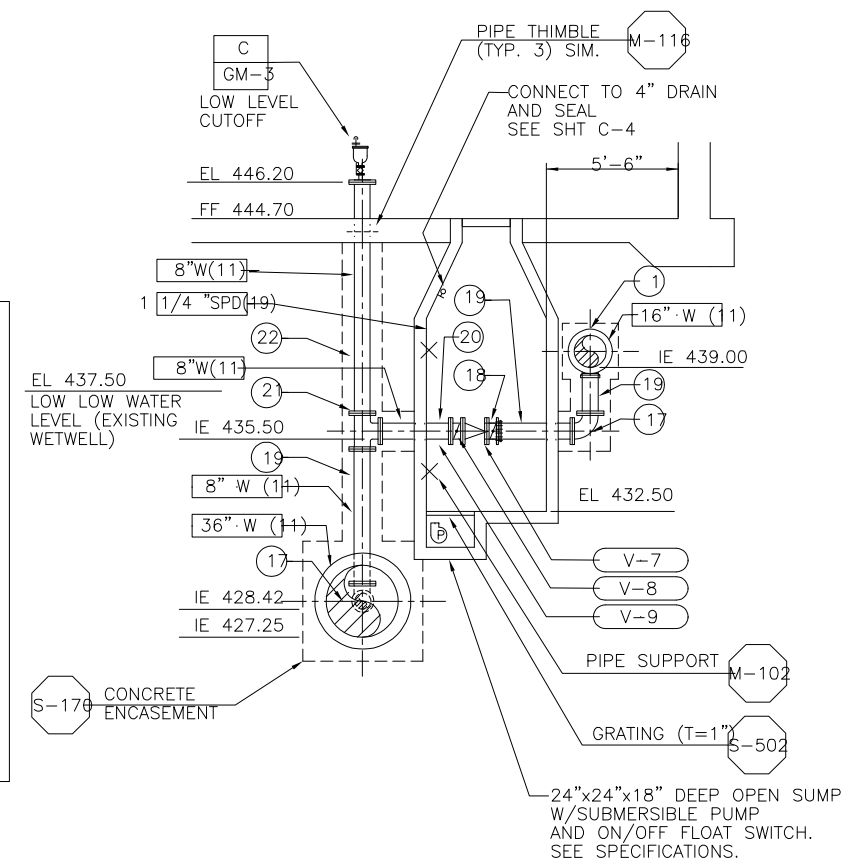 PIPE THIMBLE
(TYP. 3) SIM.
M-116
C
GM-3
LOW LEVEL
CUTOFF
CONNECT TO 4" DRAIN
AND SEAL
SEE SHT C-4
5'-6"
EL 446.20
FF 444.70
8"W(11)
1 1/4 "SPD(19)
19
1
16" W (11)
22
20
IE 439.00
8"W(11)
18
EL 437.50
LOW LOW WATER
LEVEL (EXISTING
WETWELL)
21
19
IE 435.50
17
19
8" W (11)
EL 432.50
36" W (11)
P
17
V-7
V-8
V-9
IE 428.42
IE 427.25
PIPE SUPPORT
M-102
S-170
CONCRETE
ENCASEMENT
GRATING (T=1")
S-502
24"x24"x18" DEEP OPEN SUMP
W/SUBMERSIBLE PUMP
AND ON/OFF FLOAT SWITCH.
SEE SPECIFICATIONS.